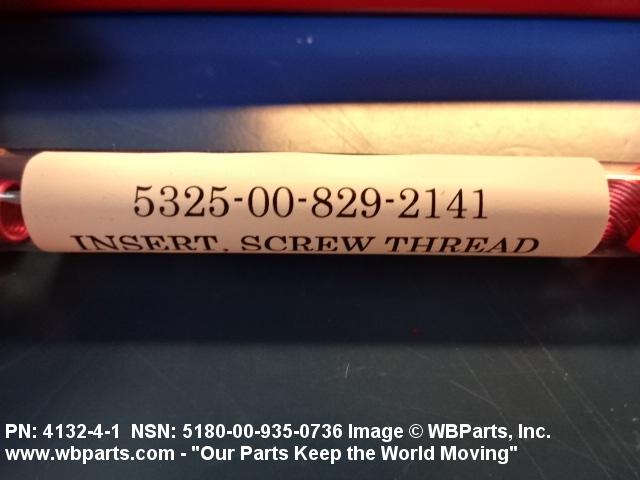 5325-00-829-2141
INSERT, SCREW THREAD
PN: 4132-4-1 NSN: 5180-00-935-0736 Image © WBParts, Inc.
www.wbparts.com - "Our Parts Keep the World Moving"